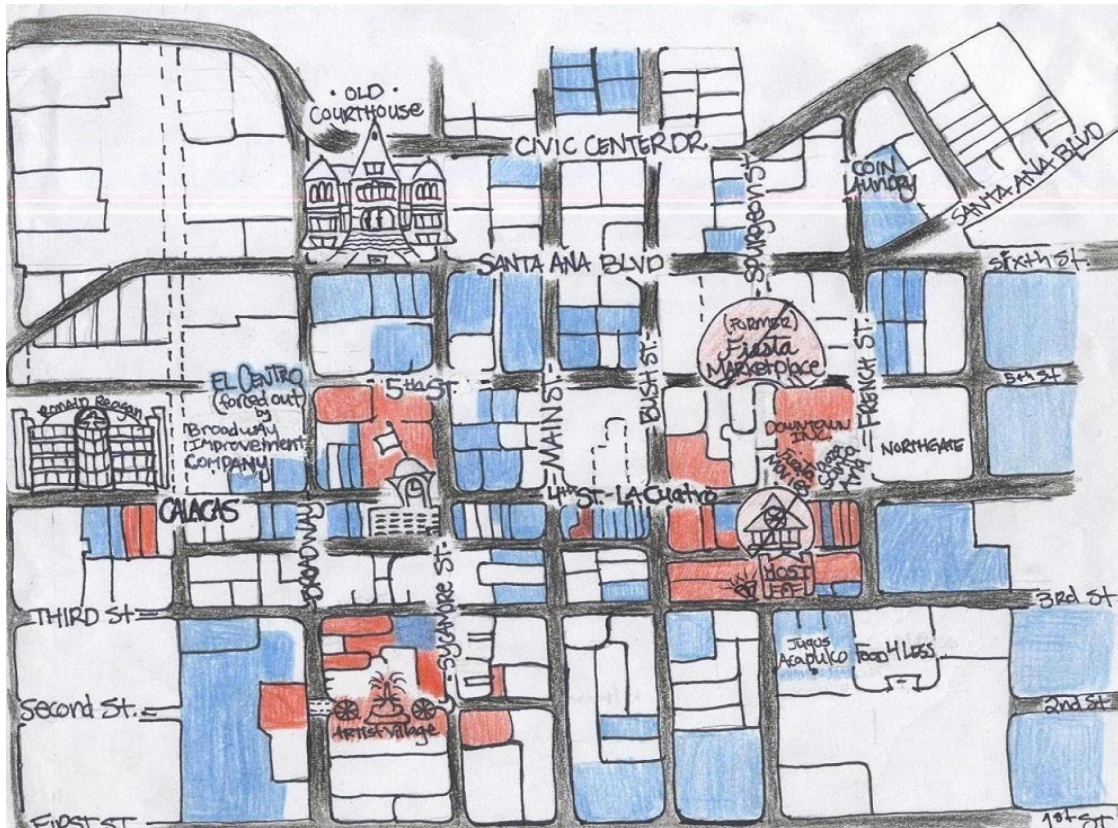 · OLD ·
COURTHOUSE
CIVIC CENTER DR
COIN
LAUNDRY
SANTA ANA BLVD
SPURGEON ST
SANTA ANA BLVD
SIXTH ST
(FORMER)
Fiesta
Marketplace
BUSH ST.
FRENCH ST.
MAIN ST
EL CENTRO
(forced out
by
Broadway
Improvement
COMPANY)
5th ST.
5th ST
Ronald Reagan
DOWNTOWN
INC.
NORTHGATE
CALACAS
4th ST - LA CUATRO
BROADWAY
SYCAMORE ST.
THIRD ST
3rd ST
Jugos
Acapulco
FOOD 4 LESS
Second St.
2nd ST
Artist Village
FIRST ST
1st ST